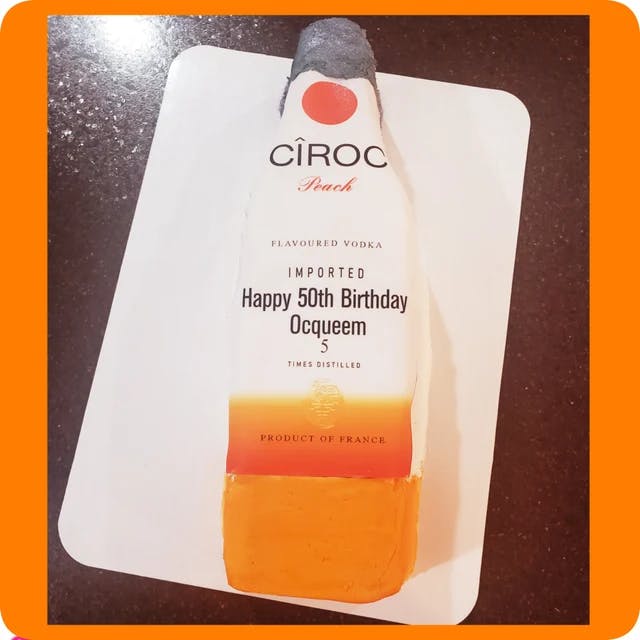 CÎROC
Peach
FLAVOURED VODKA
IMPORTED
Happy 50th Birthday
Ocqueem
5
TIMES DISTILLED
PRODUCT OF FRANCE